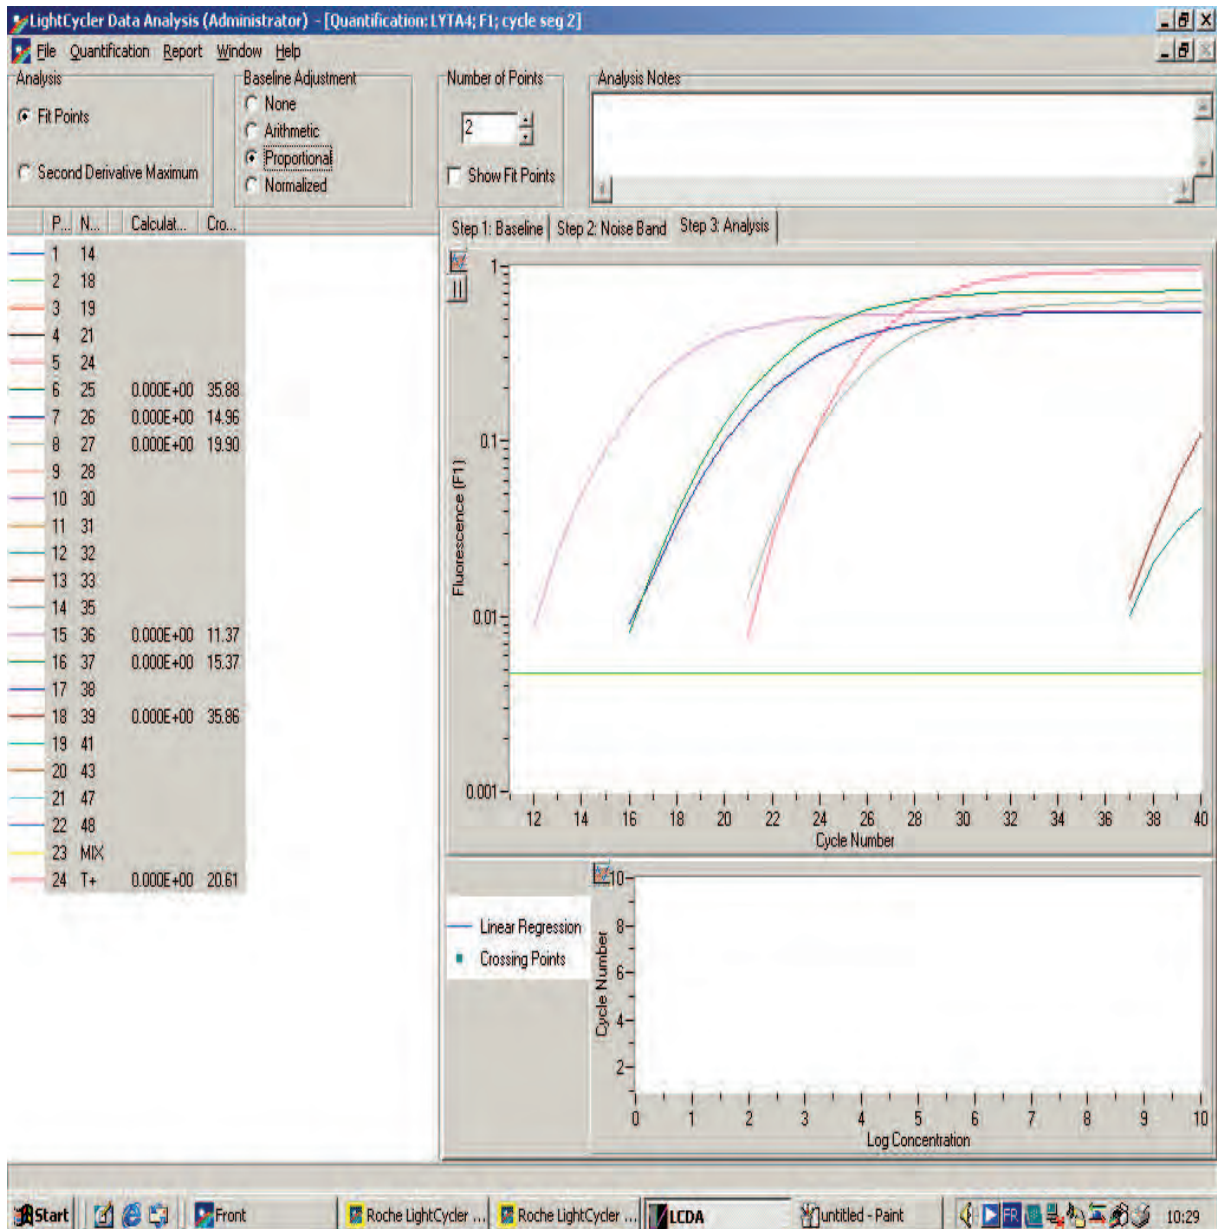 LightCycler Data Analysis (Administrator) - [Quantification: LYTA4; F1; cycle seg 2]
File Quantification Report Window Help
Analysis
Fit Points
Second Derivative Maximum
Baseline Adjustment
None
Arithmetic
Proportional
Normalized
Number of Points
2
Show Fit Points
Analysis Notes
P... N... Calculat... Cro...
1 14
2 18
3 19
4 21
5 24
6 25 0.000E+00 35.88
7 26 0.000E+00 14.96
8 27 0.000E+00 19.90
9 28
10 30
11 31
12 32
13 33
14 35
15 36 0.000E+00 11.37
16 37 0.000E+00 15.37
17 38
18 39 0.000E+00 35.86
19 41
20 43
21 47
22 48
23 MIX
24 T+ 0.000E+00 20.61
Step 1: Baseline Step 2: Noise Band Step 3: Analysis
Fluorescence (F1)
1
0.1
0.01
0.001
12 14 16 18 20 22 24 26 28 30 32 34 36 38 40
Cycle Number
Linear Regression
Crossing Points
Cycle Number
10
8
6
4
2
0 1 2 3 4 5 6 7 8 9 10
Log Concentration
Start Front Roche LightCycler ... Roche LightCycler ... LCDA untitled - Paint FR 10:29